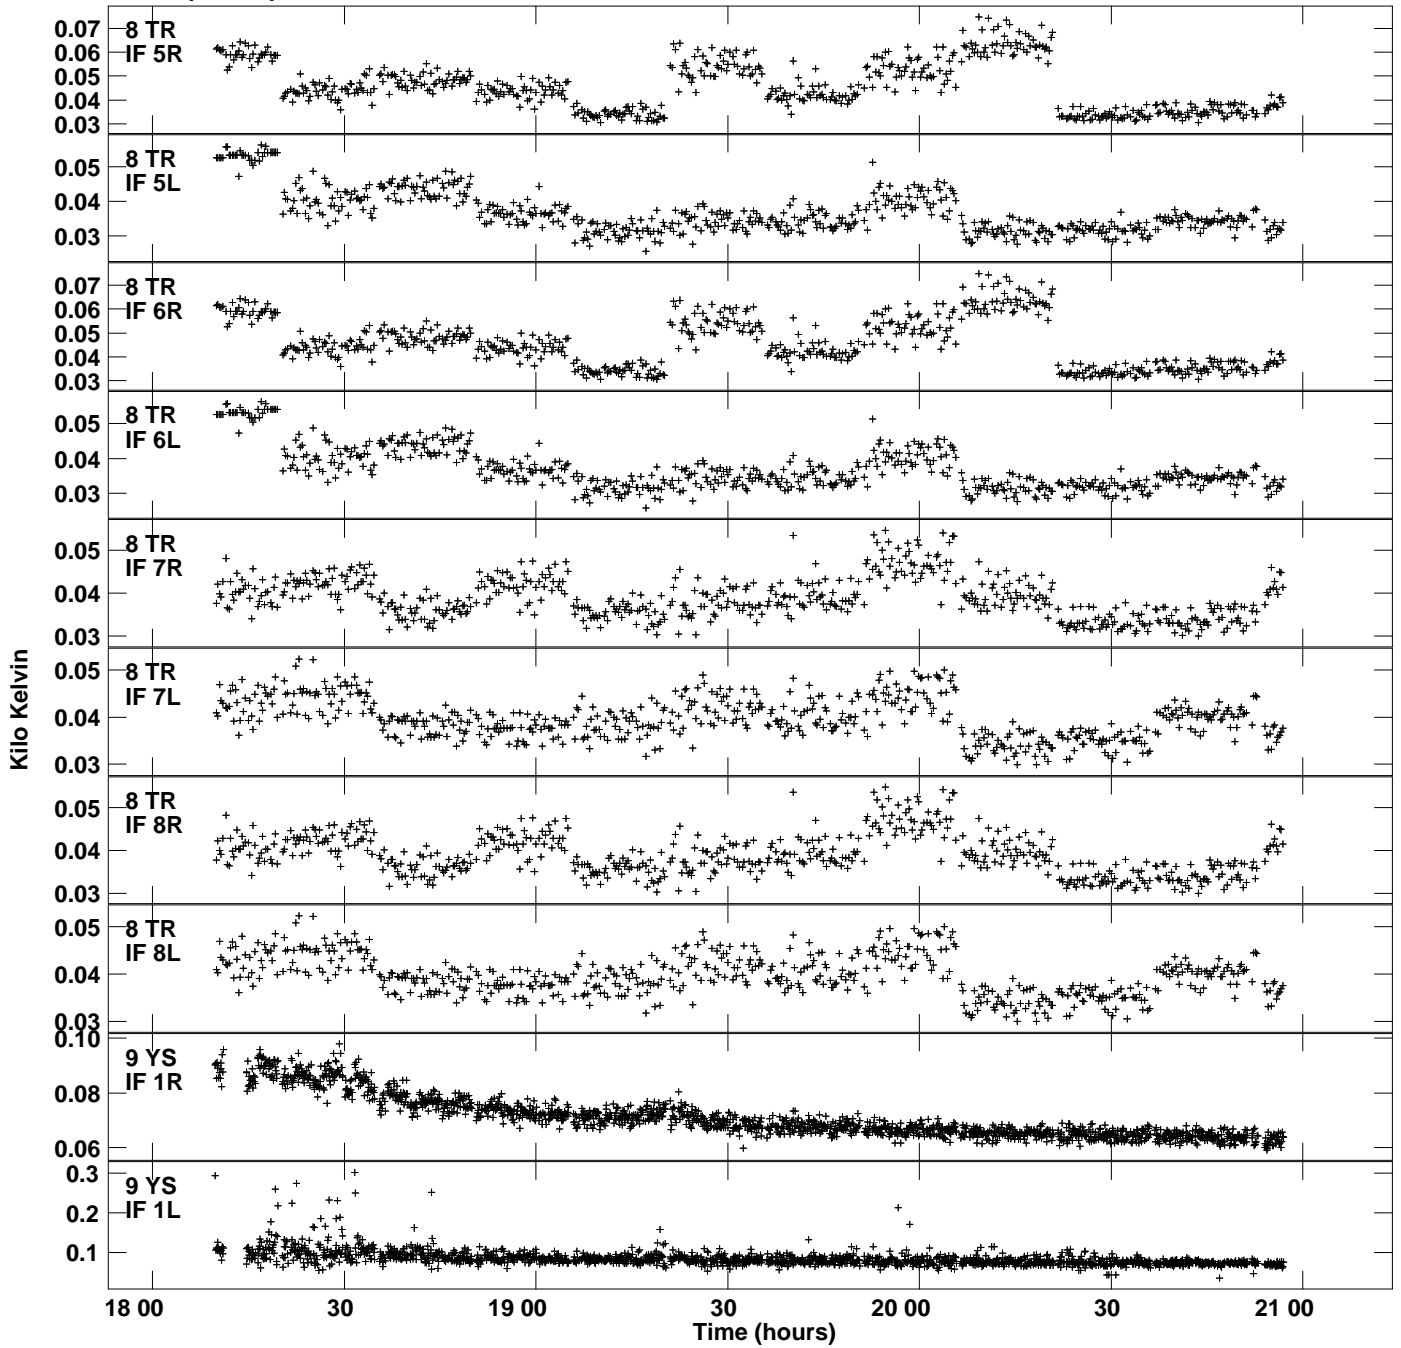 0.07
0.06
0.05
0.04
0.03
8 TR
IF 5R
0.05
0.04
0.03
8 TR
IF 5L
0.07
0.06
0.05
0.04
0.03
8 TR
IF 6R
0.05
0.04
0.03
8 TR
IF 6L
0.05
0.04
0.03
8 TR
IF 7R
0.05
0.04
0.03
8 TR
IF 7L
0.05
0.04
0.03
8 TR
IF 8R
0.05
0.04
0.03
8 TR
IF 8L
0.10
0.08
0.06
9 YS
IF 1R
0.3
0.2
0.1
9 YS
IF 1L
Kilo Kelvin
18 00 30 19 00 30 20 00 30 21 00
Time (hours)